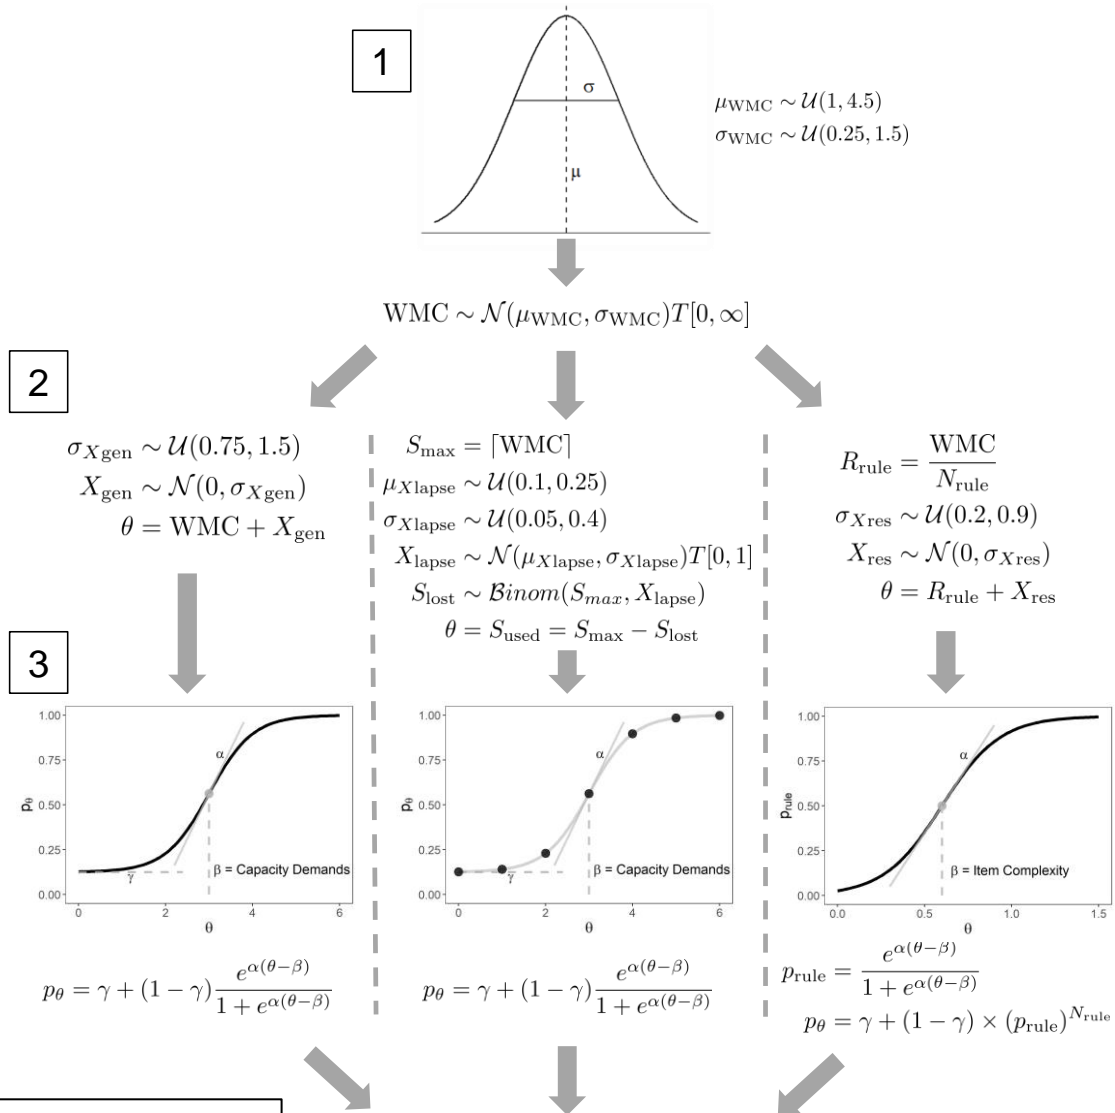 1
σ
μ
μ_WMC ∼ 𝒰(1, 4.5)
σ_WMC ∼ 𝒰(0.25, 1.5)
WMC ∼ 𝒩(μ_WMC, σ_WMC)T[0, ∞]
2
σ_Xgen ∼ 𝒰(0.75, 1.5)
X_gen ∼ 𝒩(0, σ_Xgen)
θ = WMC + X_gen
S_max = ⌈WMC⌉
μ_Xlapse ∼ 𝒰(0.1, 0.25)
σ_Xlapse ∼ 𝒰(0.05, 0.4)
X_lapse ∼ 𝒩(μ_Xlapse, σ_Xlapse)T[0, 1]
S_lost ∼ ℬinom(S_max, X_lapse)
θ = S_used = S_max − S_lost
R_rule = WMC / N_rule
σ_Xres ∼ 𝒰(0.2, 0.9)
X_res ∼ 𝒩(0, σ_Xres)
θ = R_rule + X_res
3
1.00
0.75
0.50
0.25
0.00
p_θ
α
γ
β = Capacity Demands
0 2 4 6
θ
1.00
0.75
0.50
0.25
0.00
p_θ
α
γ
β = Capacity Demands
0 2 4 6
θ
1.00
0.75
0.50
0.25
0.00
p_rule
α
β = Item Complexity
0.0 0.5 1.0 1.5
θ
p_θ = γ + (1 − γ) e^{α(θ−β)} / (1 + e^{α(θ−β)})
p_θ = γ + (1 − γ) e^{α(θ−β)} / (1 + e^{α(θ−β)})
p_rule = e^{α(θ−β)} / (1 + e^{α(θ−β)})
p_θ = γ + (1 − γ) × (p_rule)^{N_rule}